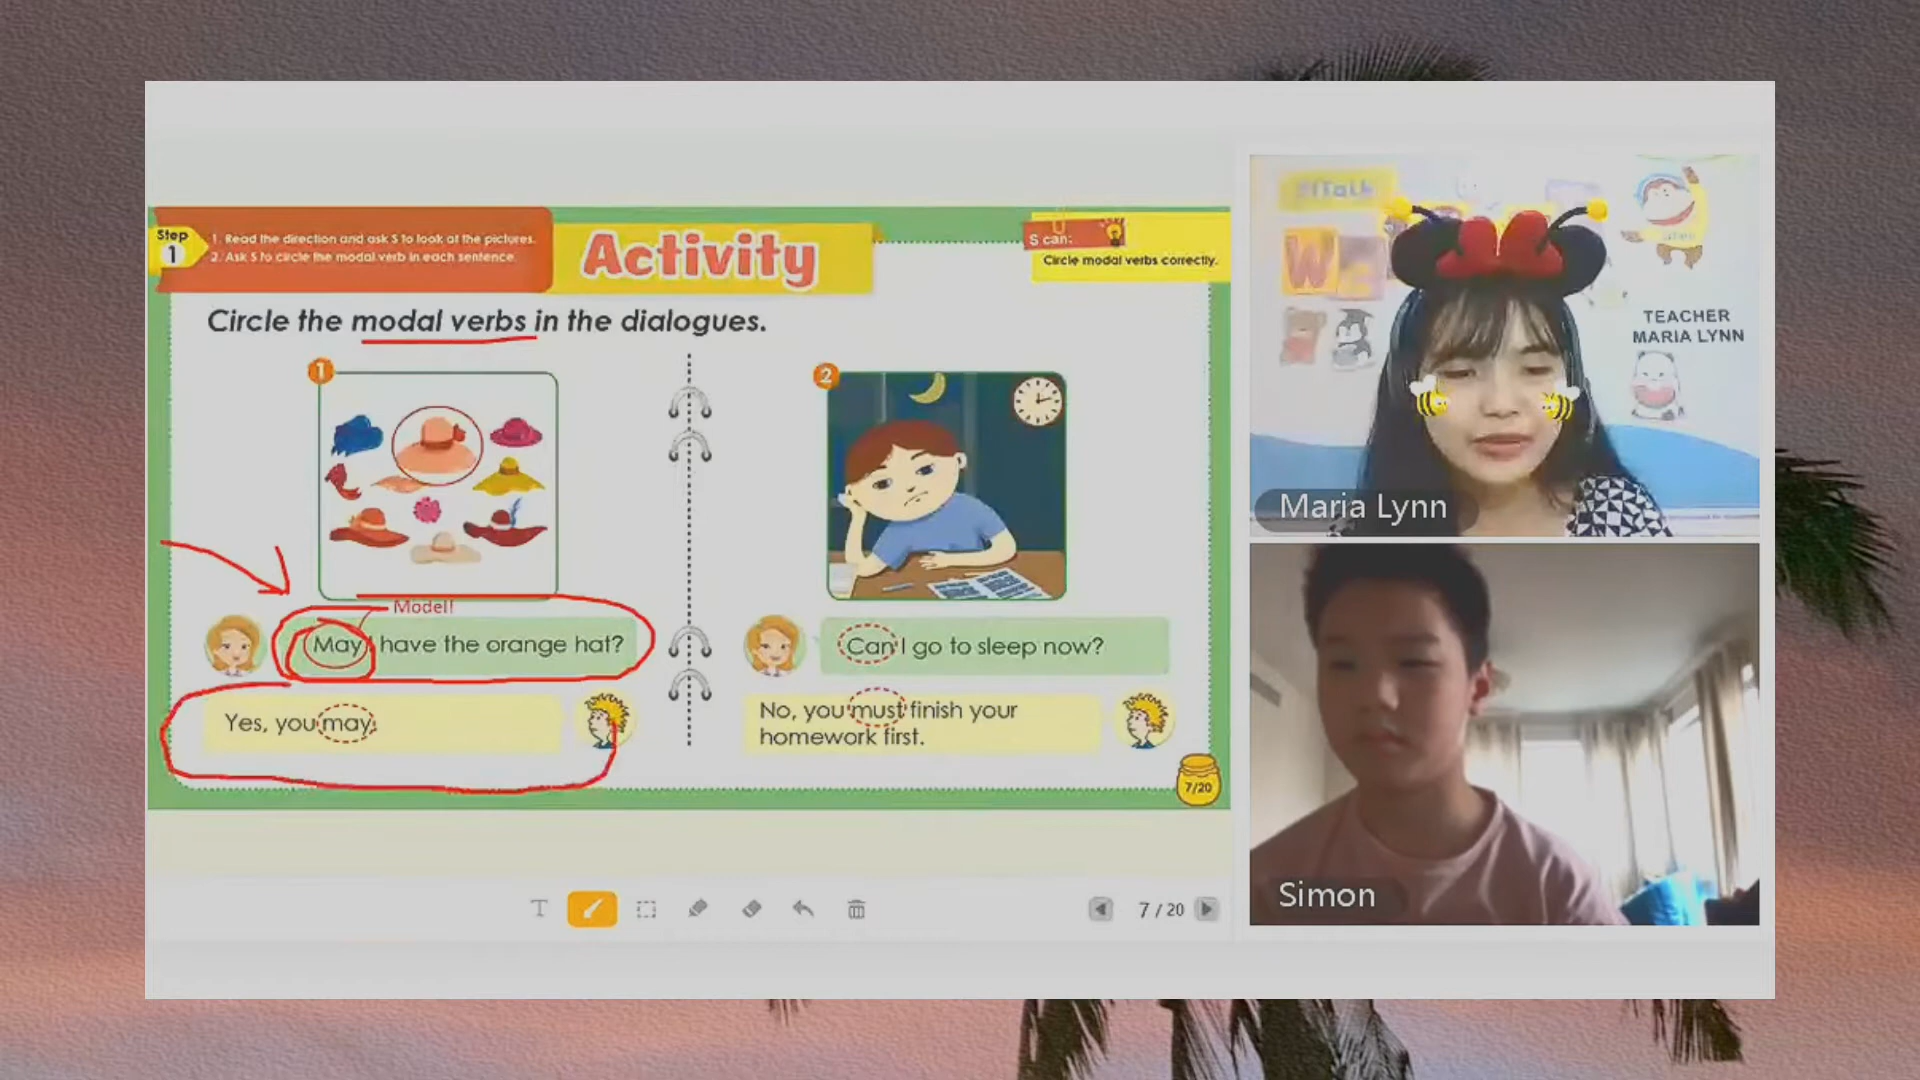 Step
1
1. Read the direction and ask S to look at the pictures.
2. Ask S to circle the modal verb in each sentence.
Activity
S can:
Circle modal verbs correctly.
Circle the modal verbs in the dialogues.
1
Model!
May I have the orange hat?
Yes, you may.
2
Can I go to sleep now?
No, you must finish your
homework first.
7/20
T
7 / 20
TEACHER
MARIA LYNN
Maria Lynn
Simon